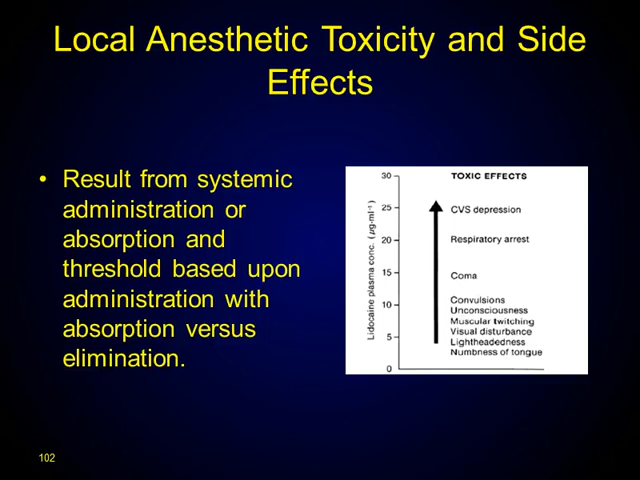 Local Anesthetic Toxicity and Side
Effects
• Result from systemic
administration or
absorption and
threshold based upon
administration with
absorption versus
elimination.
TOXIC EFFECTS
Lidocaine plasma conc. (µg·ml⁻¹)
30
25
20
15
10
5
0
CVS depression
Respiratory arrest
Coma
Convulsions
Unconsciousness
Muscular twitching
Visual disturbance
Lightheadedness
Numbness of tongue
102